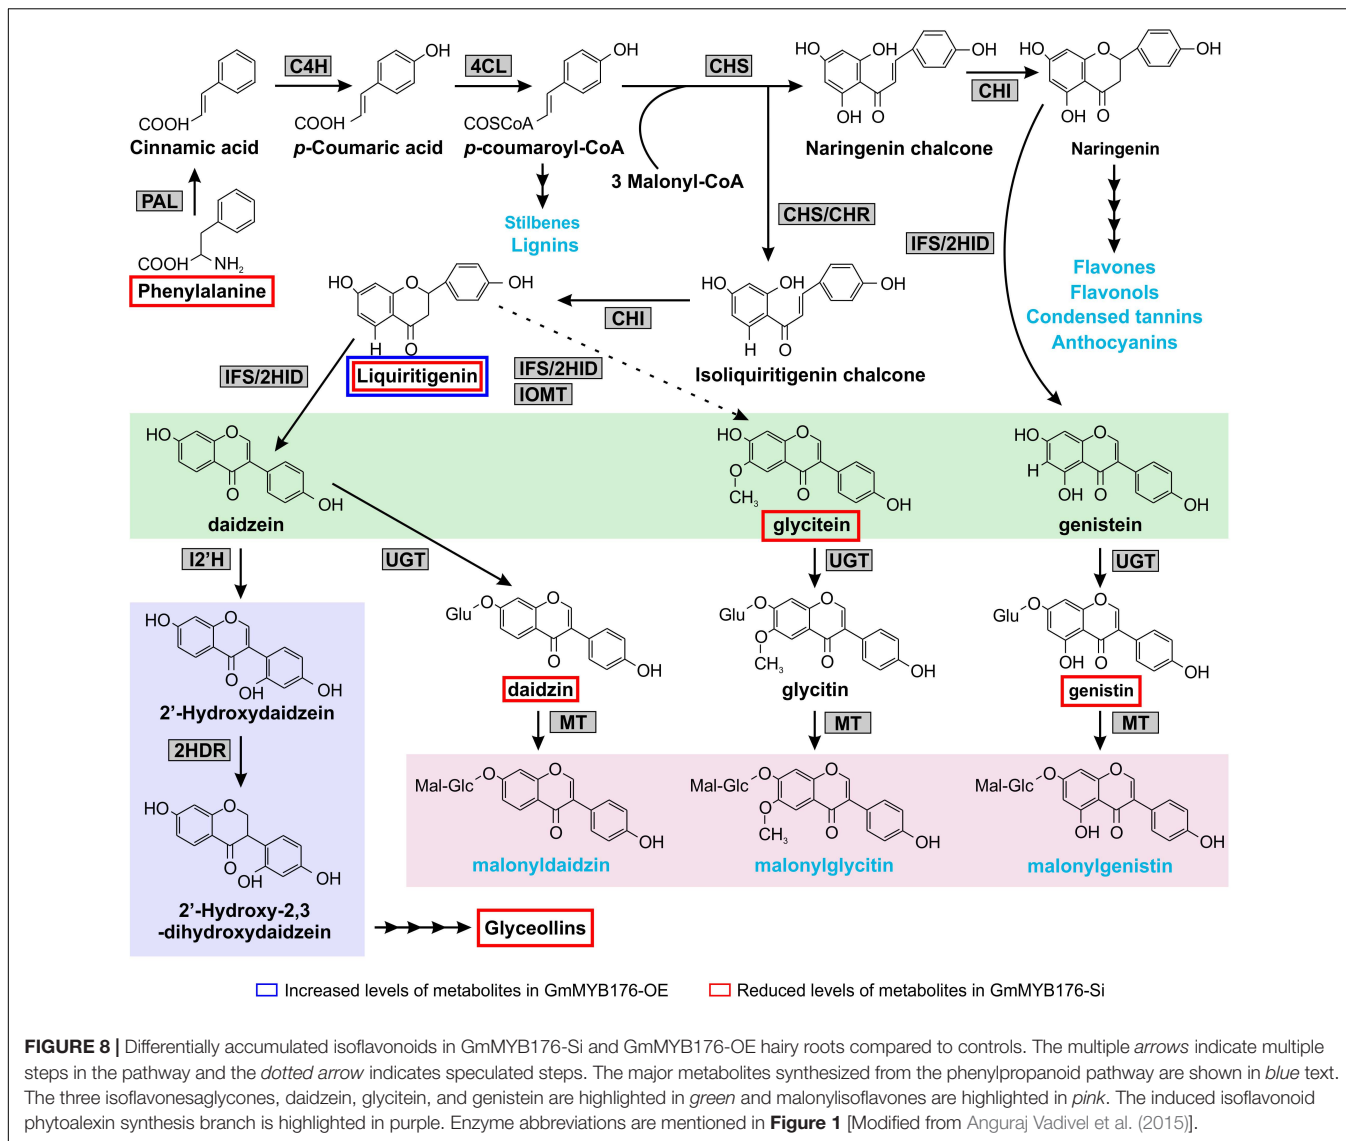 OH
C4H
4CL
CHS
COOH
Cinnamic acid
COOH
p-Coumaric acid
OH
COSCoA
p-coumaroyl-CoA
3 Malonyl-CoA
HO
OH
OH
OH
O
Naringenin chalcone
CHI
HO
O
OH
OH
O
Naringenin
PAL
COOH
NH2
Phenylalanine
Stilbenes
Lignins
CHS/CHR
IFS/2HID
Flavones
Flavonols
Condensed tannins
Anthocyanins
HO
O
OH
H
O
Liquiritigenin
CHI
HO
OH
OH
H
O
Isoliquiritigenin chalcone
IFS/2HID
IFS/2HID
IOMT
HO
O
O
OH
daidzein
HO
O
O
CH3
O
OH
glycitein
HO
O
H
OH
O
OH
genistein
I2’H
UGT
UGT
UGT
HO
O
O
OH
OH
2’-Hydroxydaidzein
Glu
O
O
O
OH
daidzin
Glu
O
O
O
CH3
O
OH
glycitin
Glu
O
O
OH
O
OH
genistin
2HDR
MT
MT
MT
HO
O
O
OH
OH
2’-Hydroxy-2,3
-dihydroxydaidzein
Mal-Glc
O
O
O
OH
malonyldaidzin
Mal-Glc
O
O
O
CH3
O
OH
malonylglycitin
Mal-Glc
O
O
OH
O
OH
malonylgenistin
Glyceollins
Increased levels of metabolites in GmMYB176-OE
Reduced levels of metabolites in GmMYB176-Si
FIGURE 8 | Differentially accumulated isoflavonoids in GmMYB176-Si and GmMYB176-OE hairy roots compared to controls. The multiple arrows indicate multiple
steps in the pathway and the dotted arrow indicates speculated steps. The major metabolites synthesized from the phenylpropanoid pathway are shown in blue text.
The three isoflavonesaglycones, daidzein, glycitein, and genistein are highlighted in green and malonylisoflavones are highlighted in pink. The induced isoflavonoid
phytoalexin synthesis branch is highlighted in purple. Enzyme abbreviations are mentioned in Figure 1 [Modified from Anguraj Vadivel et al. (2015)].